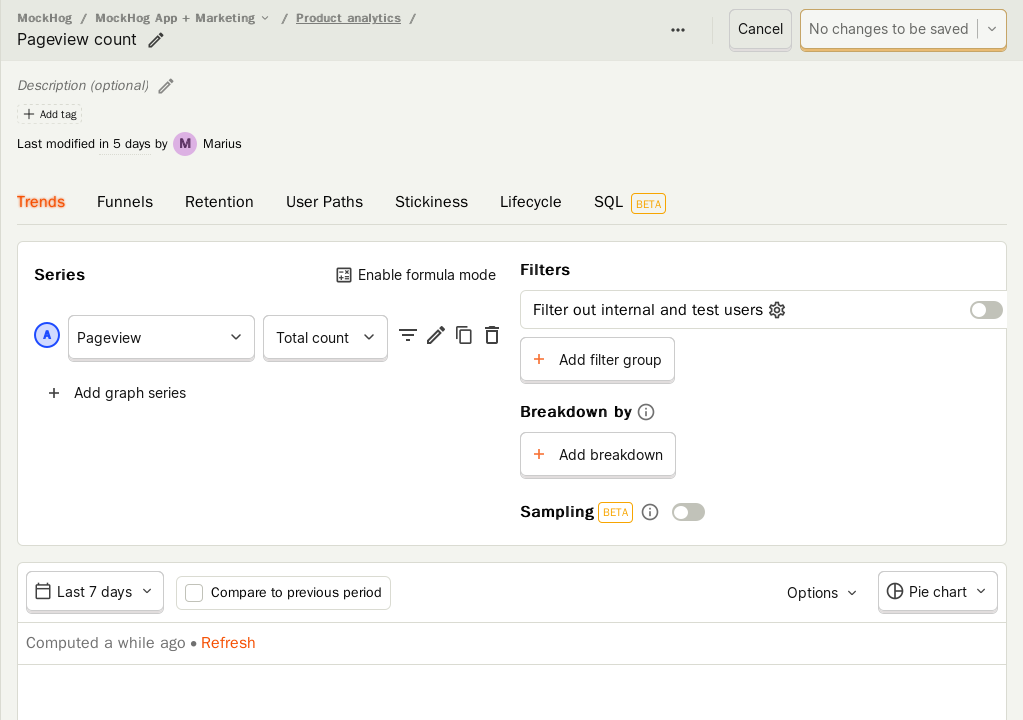 MockHog / MockHog App + Marketing / Product analytics /
Pageview count
Cancel
No changes to be saved
Description (optional)
Add tag
Last modified in 5 days by M Marius
Trends Funnels Retention User Paths Stickiness Lifecycle SQL BETA
Series
Enable formula mode
A Pageview Total count
Add graph series
Filters
Filter out internal and test users
Add filter group
Breakdown by
Add breakdown
Sampling BETA
Last 7 days Compare to previous period Options Pie chart
Computed a while ago • Refresh